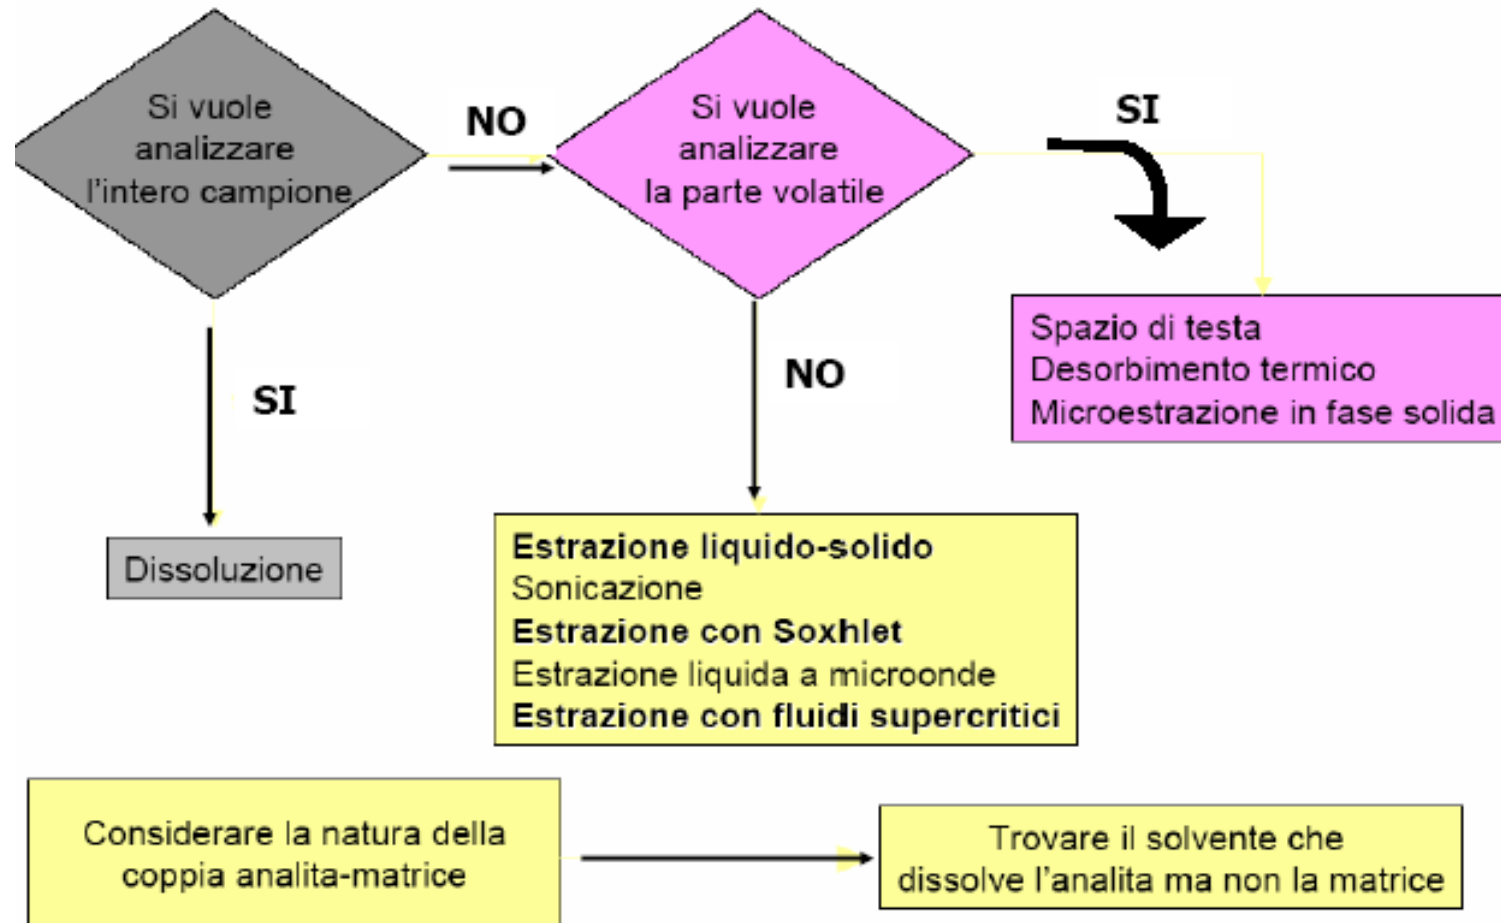 Si vuole
analizzare
l'intero campione
NO
Si vuole
analizzare
la parte volatile
SI
Spazio di testa
Desorbimento termico
Microestrazione in fase solida
SI
NO
Dissoluzione
Estrazione liquido-solido
Sonicazione
Estrazione con Soxhlet
Estrazione liquida a microonde
Estrazione con fluidi supercritici
Considerare la natura della
coppia analita-matrice
Trovare il solvente che
dissolve l'analita ma non la matrice